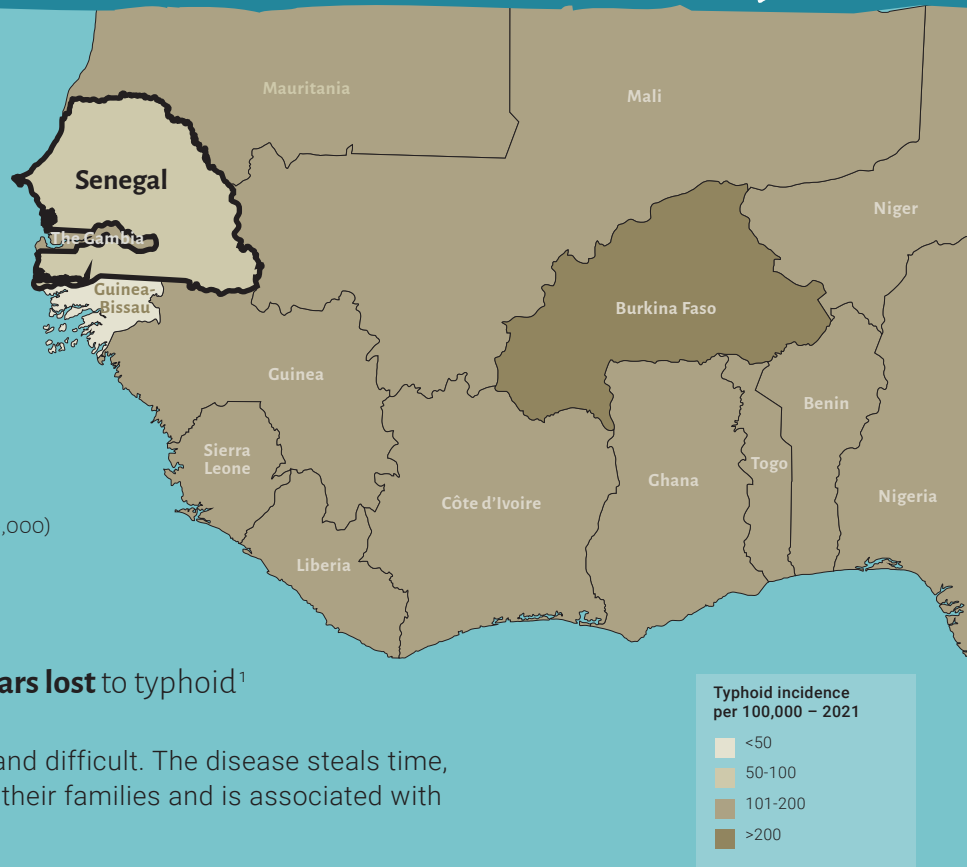 Mauritania
Mali
Senegal
Niger
The Gambia
Guinea-
Bissau
Burkina Faso
Guinea
Benin
Sierra
Leone
Togo
Ghana
Côte d'Ivoire
Nigeria
,000)
Liberia
ars lost to typhoid¹
and difficult. The disease steals time,
their families and is associated with
Typhoid incidence
per 100,000 – 2021
<50
50-100
101-200
>200